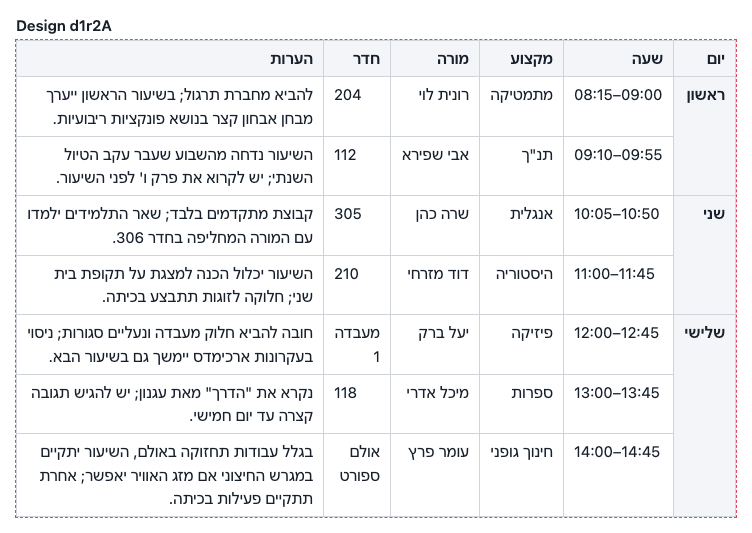 Design d1r2A
יום שעה מקצוע מורה חדר הערות
ראשון 08:15–09:00 מתמטיקה רונית לוי 204 להביא מחברת תרגול; בשיעור הראשון ייערך
מבחן אבחון קצר בנושא פונקציות ריבועיות.
09:10–09:55 תנ"ך אבי שפירא 112 השיעור נדחה מהשבוע שעבר עקב הטיול
השנתי; יש לקרוא את פרק ו' לפני השיעור.
שני 10:05–10:50 אנגלית שרה כהן 305 קבוצת מתקדמים בלבד; שאר התלמידים ילמדו
עם המורה המחליפה בחדר 306.
11:00–11:45 היסטוריה דוד מזרחי 210 השיעור יכלול הכנה למצגת על תקופת בית
שני; חלוקה לזוגות תתבצע בכיתה.
שלישי 12:00–12:45 פיזיקה יעל ברק מעבדה חובה להביא חלוק מעבדה ונעליים סגורות; ניסוי
1 בעקרונות ארכימדס יימשך גם בשיעור הבא.
13:00–13:45 ספרות מיכל אדרי 118 נקרא את "הדרך" מאת עגנון; יש להגיש תגובה
קצרה עד יום חמישי.
14:00–14:45 חינוך גופני עומר פרץ אולם בגלל עבודות תחזוקה באולם, השיעור יתקיים
ספורט במגרש החיצוני אם מזג האוויר יאפשר; אחרת
תתקיים פעילות בכיתה.